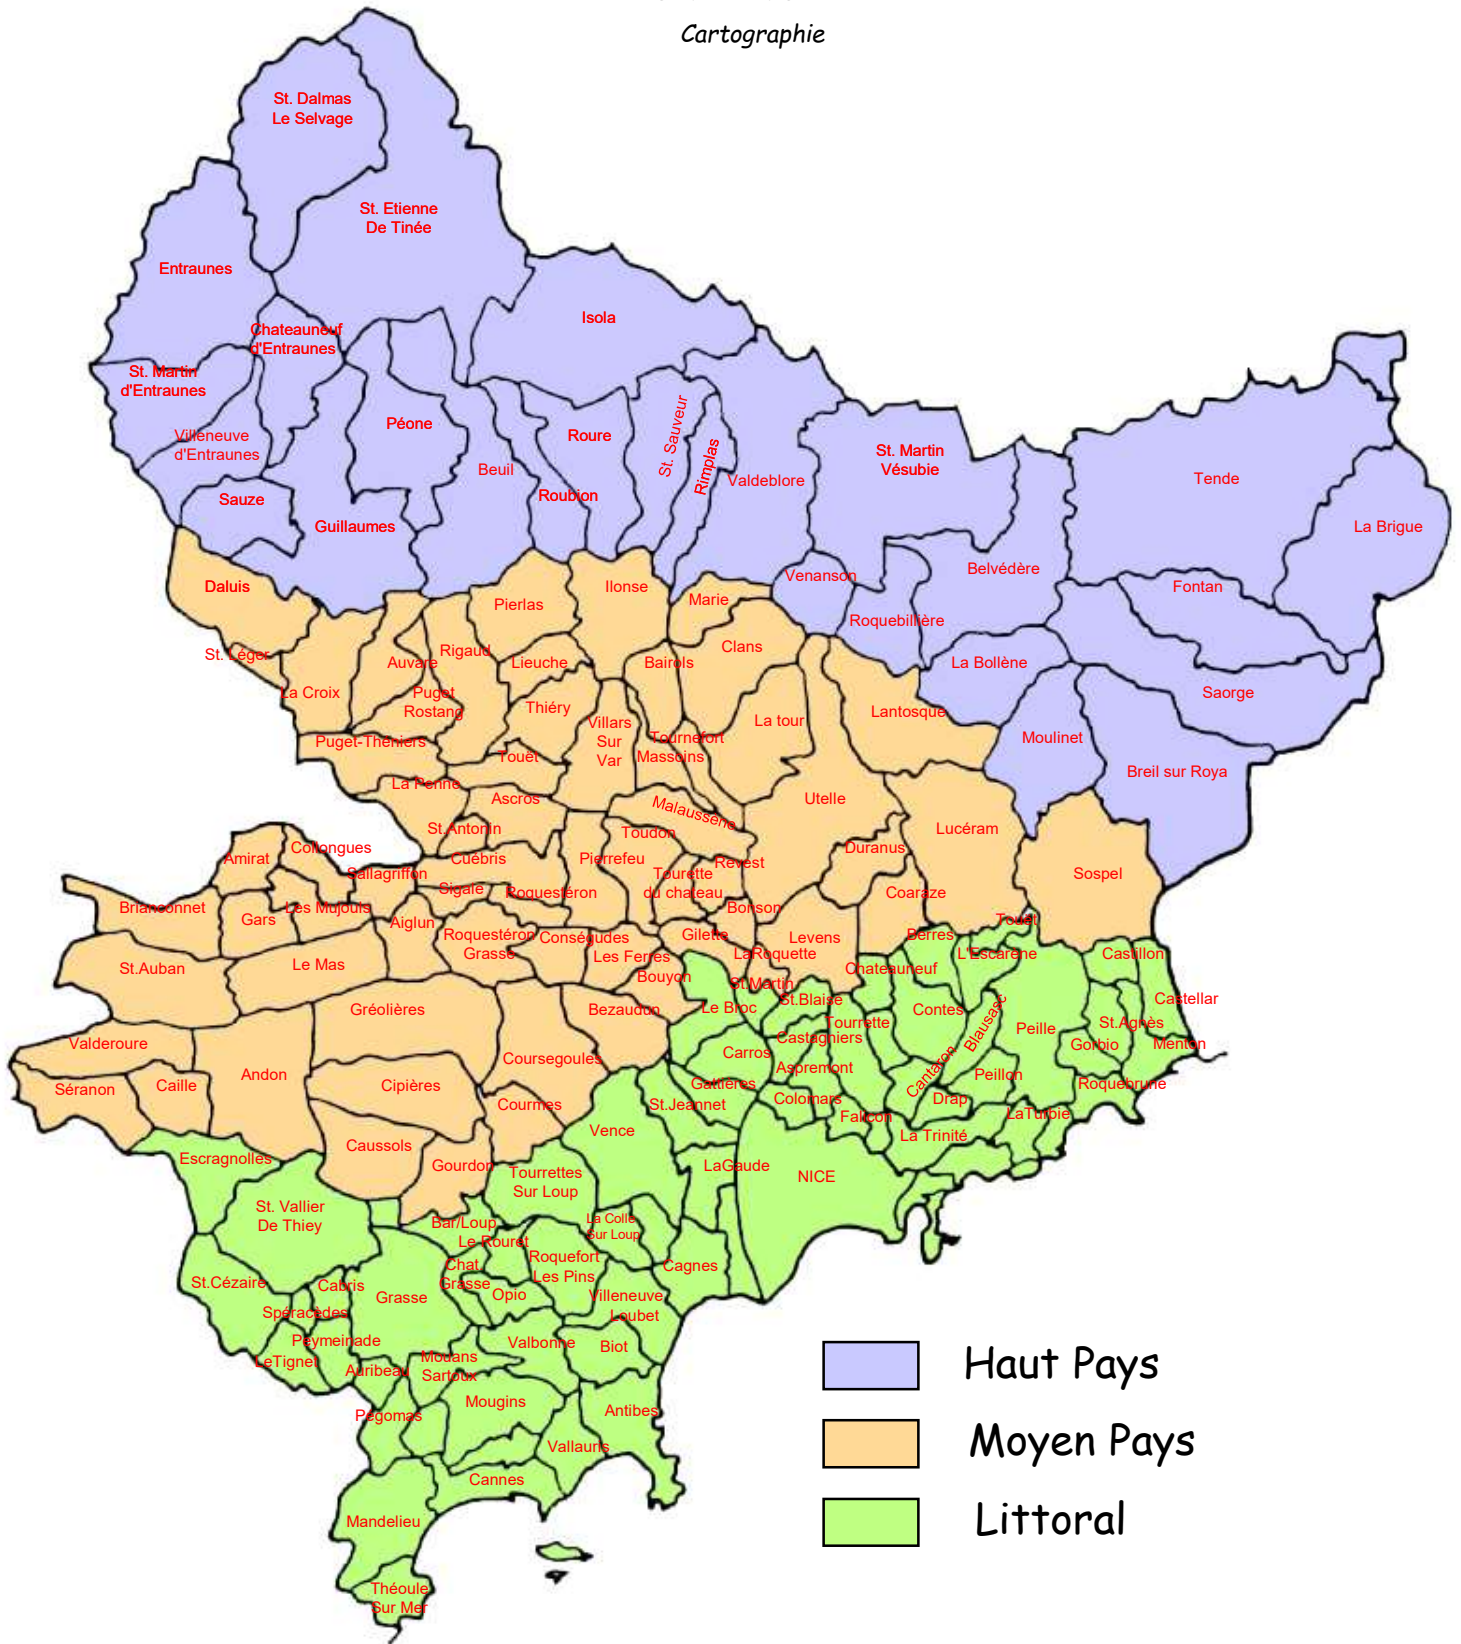 Cartographie
St. Dalmas
Le Selvage
St. Etienne
De Tinée
Entraunes
Isola
Chateauneuf
d'Entraunes
St. Martin
d'Entraunes
Péone
Villeneuve
d'Entraunes
Roure
St. Sauveur
Rimplas
St. Martin
Vésubie
Beuil
Valdeblore
Tende
Sauze
Roubion
Guillaumes
La Brigue
Belvédère
Venanson
Daluis
Ilonse
Fontan
Pierlas
Marie
Roquebillière
St. Léger
Auvare
Rigaud
Lieuche
Bairols
Clans
La Bollène
La Croix
Puget
Rostang
Thiéry
Saorge
Villars
Sur
Var
La tour
Lantosque
Puget-Théniers
Tournefort
Massoins
Touët
Moulinet
Breil sur Roya
La Penne
Ascros
Malaussène
Utelle
St.Antonin
Toudon
Lucéram
Collongues
Amirat
Cuébris
Pierrefeu
Revest
Duranus
Sallagriffon
Tourette
du chateau
Sospel
Sigale
Roquestéron
Coaraze
Briançonnet
Gars
Les Mujouls
Aiglun
Bonson
Touët
Roquestéron
Grasse
Conségudes
Gilette
Levens
Berres
Les Ferres
LaRoquette
L'Escarène
Castillon
St.Auban
Le Mas
Bouyon
St.Martin
Chateauneuf
Gréolières
Bezaudun
Le Broc
St.Blaise
Contes
Blausasc
Castellar
Tourrette
Peille
St.Agnès
Valderoure
Coursegoules
Carros
Castagniers
Gorbio
Menton
Séranon
Caille
Andon
Cipières
Gattières
Aspremont
Cantaron
Peillon
Roquebrune
Courmes
St.Jeannet
Colomars
Drap
Falicon
LaTurbie
Caussols
Vence
La Trinité
Escragnolles
Gourdon
Tourrettes
Sur Loup
LaGaude
NICE
St. Vallier
De Thiey
Bar/Loup
La Colle
Sur Loup
Le Rouret
Chat.
Grasse
Roquefort
Les Pins
Cagnes
St.Cézaire
Cabris
Grasse
Opio
Villeneuve
Loubet
Spéracèdes
Peymeinade
Valbonne
Biot
LeTignet
Auribeau
Mouans
Sartoux
Haut Pays
Pégomas
Mougins
Antibes
Vallauris
Moyen Pays
Cannes
Mandelieu
Littoral
Théoule
Sur Mer